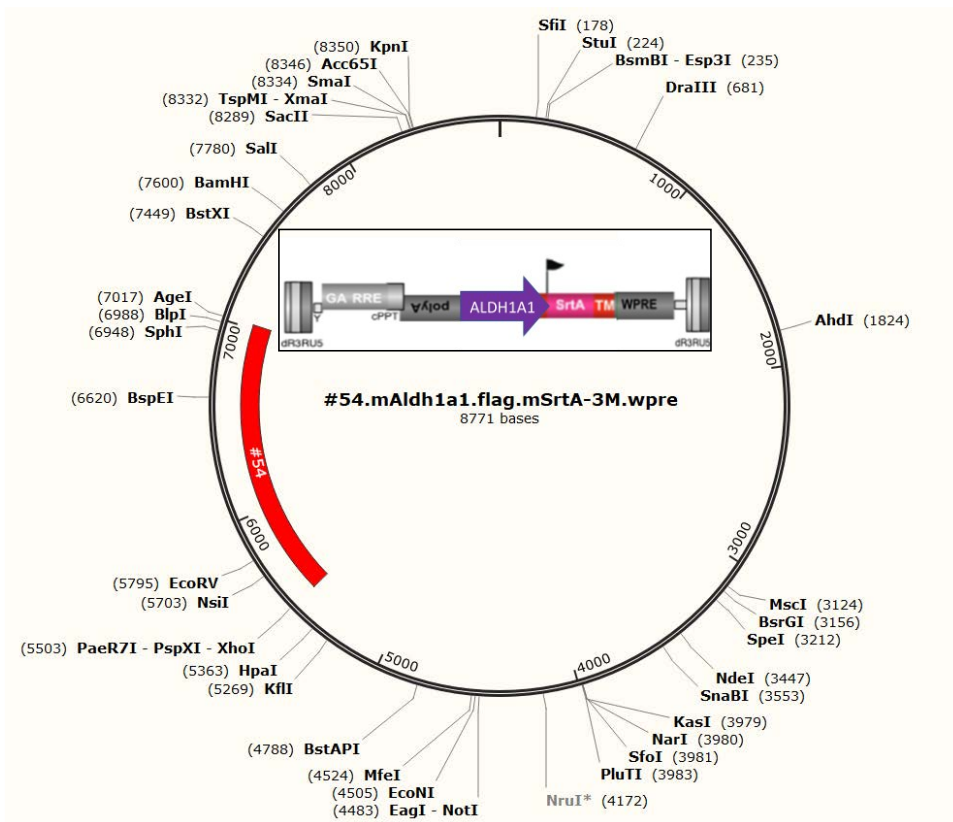 (8350) KpnI
(8346) Acc65I
(8334) SmaI
(8332) TspMI - XmaI
(8289) SacII
(7780) SalI
(7600) BamHI
(7449) BstXI
(7017) AgeI
(6988) BlpI
(6948) SphI
(6620) BspEI
(5795) EcoRV
(5703) NsiI
(5503) PaeR7I - PspXI - XhoI
(5363) HpaI
(5269) KflI
(4788) BstAPI
(4524) MfeI
(4505) EcoNI
(4483) EagI - NotI
SfiI (178)
StuI (224)
BsmBI - Esp3I (235)
DraIII (681)
AhdI (1824)
MscI (3124)
BsrGI (3156)
SpeI (3212)
NdeI (3447)
SnaBI (3553)
KasI (3979)
NarI (3980)
SfoI (3981)
PluTI (3983)
NruI* (4172)
1000
2000
3000
4000
5000
6000
7000
8000
#54
dR3RU5
Ψ
GA RRE
cPPT
polyA
ALDH1A1
SrtA
TM
WPRE
dR3RU5
#54.mAldh1a1.flag.mSrtA-3M.wpre
8771 bases